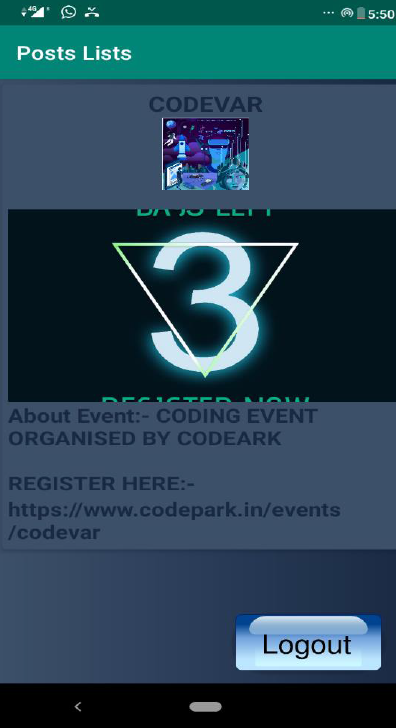 4G
5:50
Posts Lists
CODEVAR
DAYS LEFT
3
REGISTER NOW
About Event:- CODING EVENT
ORGANISED BY CODEARK
REGISTER HERE:-
https://www.codepark.in/events
/codevar
Logout